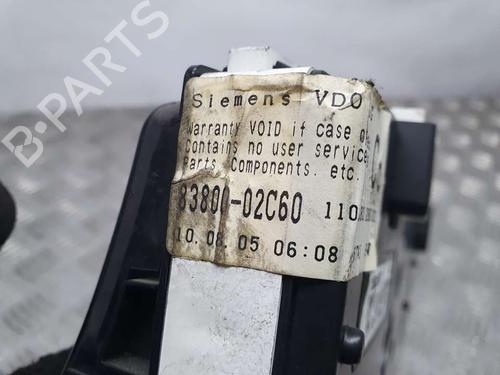 Siemens VDO
Warranty VOID if case
Contains no user service
Parts, Components. etc.
83800-02C60 110
10.08.05 06:08
B-PARTS